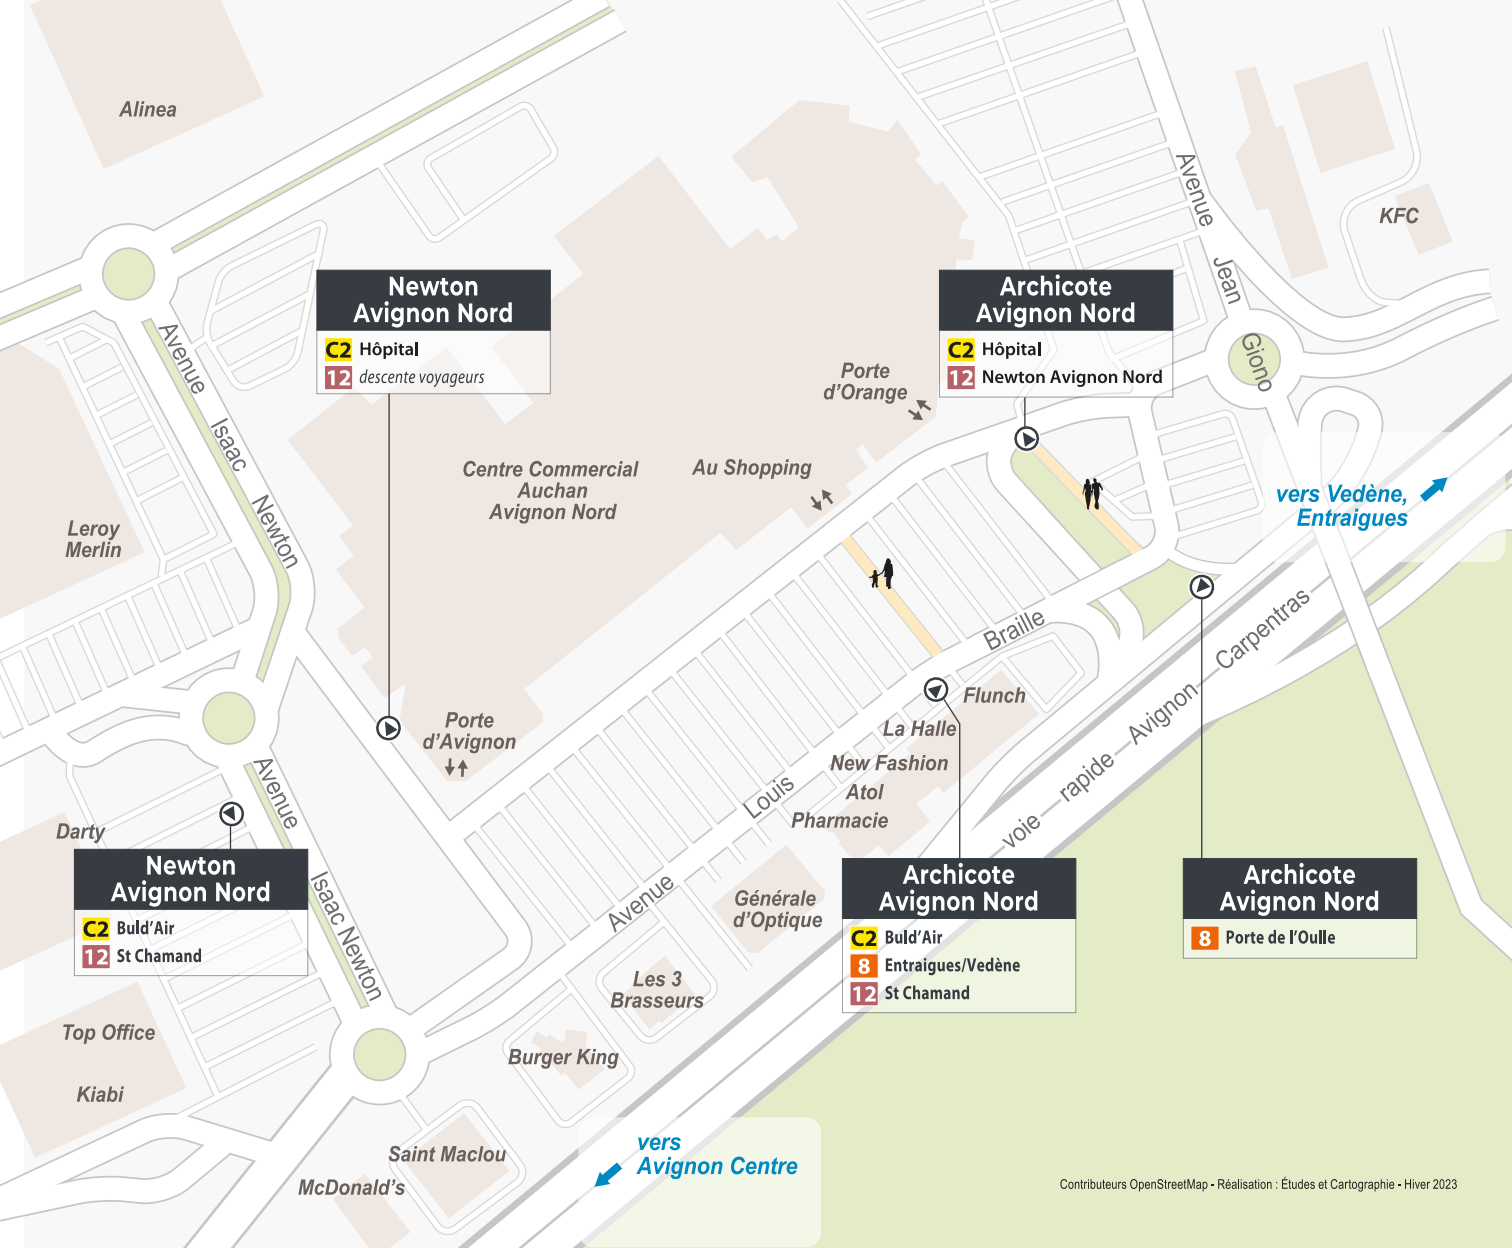 Alinea
KFC
Avenue
Jean
Giono
Newton
Avignon Nord
C2 Hôpital
12 descente voyageurs
Archicote
Avignon Nord
C2 Hôpital
12 Newton Avignon Nord
Avenue
Isaac
Newton
Porte
d'Orange
Centre Commercial
Auchan
Avignon Nord
Au Shopping
Leroy
Merlin
vers Vedène,
Entraigues
Braille
Louis
Avenue
voie rapide Avignon Carpentras
Flunch
La Halle
New Fashion
Atol
Pharmacie
Porte
d'Avignon
Avenue
Isaac Newton
Darty
Newton
Avignon Nord
C2 Buld'Air
12 St Chamand
Archicote
Avignon Nord
C2 Buld'Air
8 Entraigues/Vedène
12 St Chamand
Archicote
Avignon Nord
8 Porte de l'Oulle
Générale
d'Optique
Les 3
Brasseurs
Burger King
Top Office
Kiabi
Saint Maclou
McDonald's
vers
Avignon Centre
Contributeurs OpenStreetMap - Réalisation : Études et Cartographie - Hiver 2023